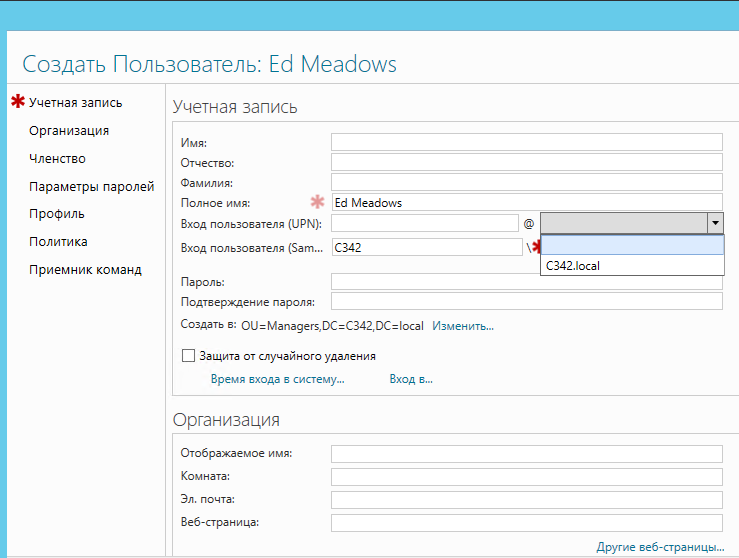 Создать Пользователь: Ed Meadows
✱ Учетная запись
Организация
Членство
Параметры паролей
Профиль
Политика
Приемник команд
Учетная запись
Имя:
Отчество:
Фамилия:
Полное имя: ✱ Ed Meadows
Вход пользователя (UPN): @
Вход пользователя (Sam... C342 \✱
C342.local
Пароль:
Подтверждение пароля:
Создать в: OU=Managers,DC=C342,DC=local Изменить...
Защита от случайного удаления
Время входа в систему... Вход в...
Организация
Отображаемое имя:
Комната:
Эл. почта:
Веб-страница:
Другие веб-страницы...